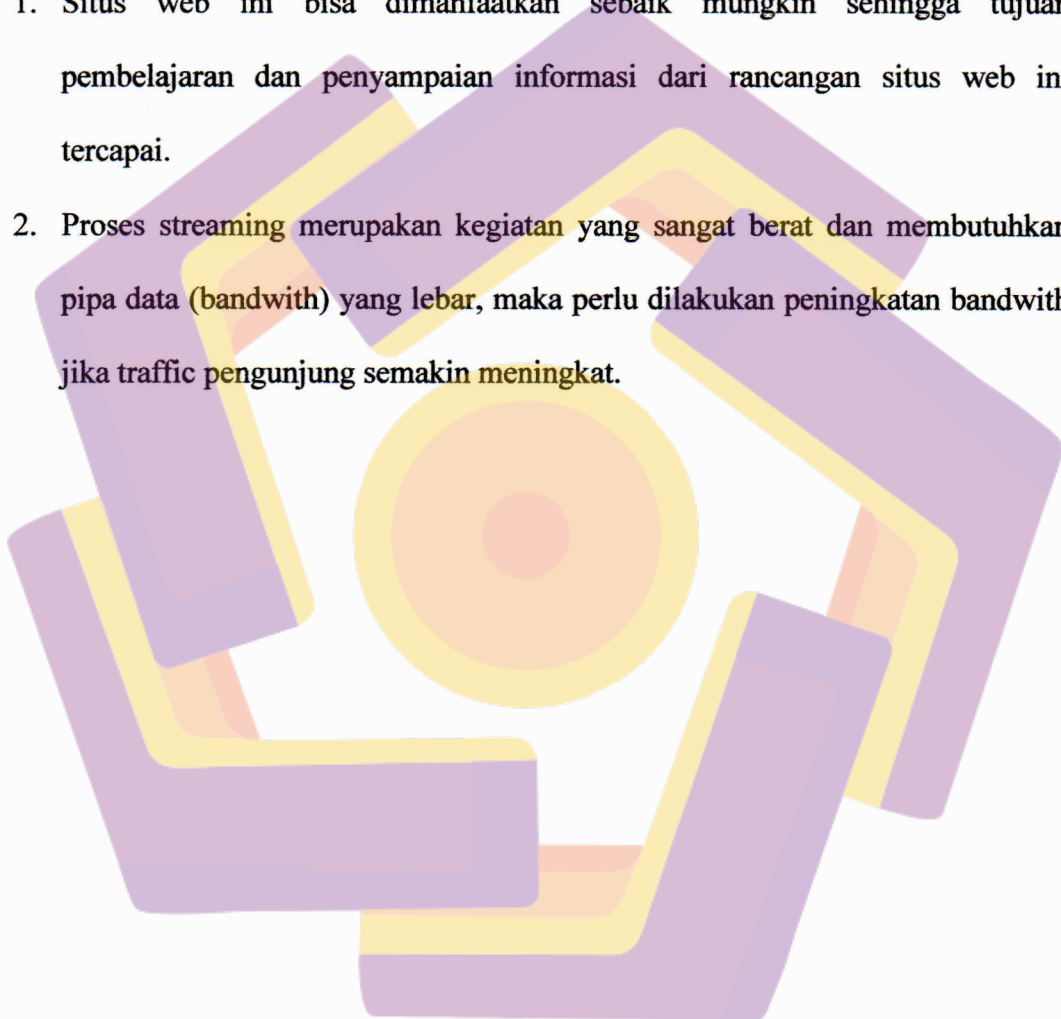 1. Situs web ini bisa dimanfaatkan sebaik mungkin sehingga tujuan
pembelajaran dan penyampaian informasi dari rancangan situs web ini
tercapai.
2. Proses streaming merupakan kegiatan yang sangat berat dan membutuhkan
pipa data (bandwith) yang lebar, maka perlu dilakukan peningkatan bandwith
jika traffic pengunjung semakin meningkat.